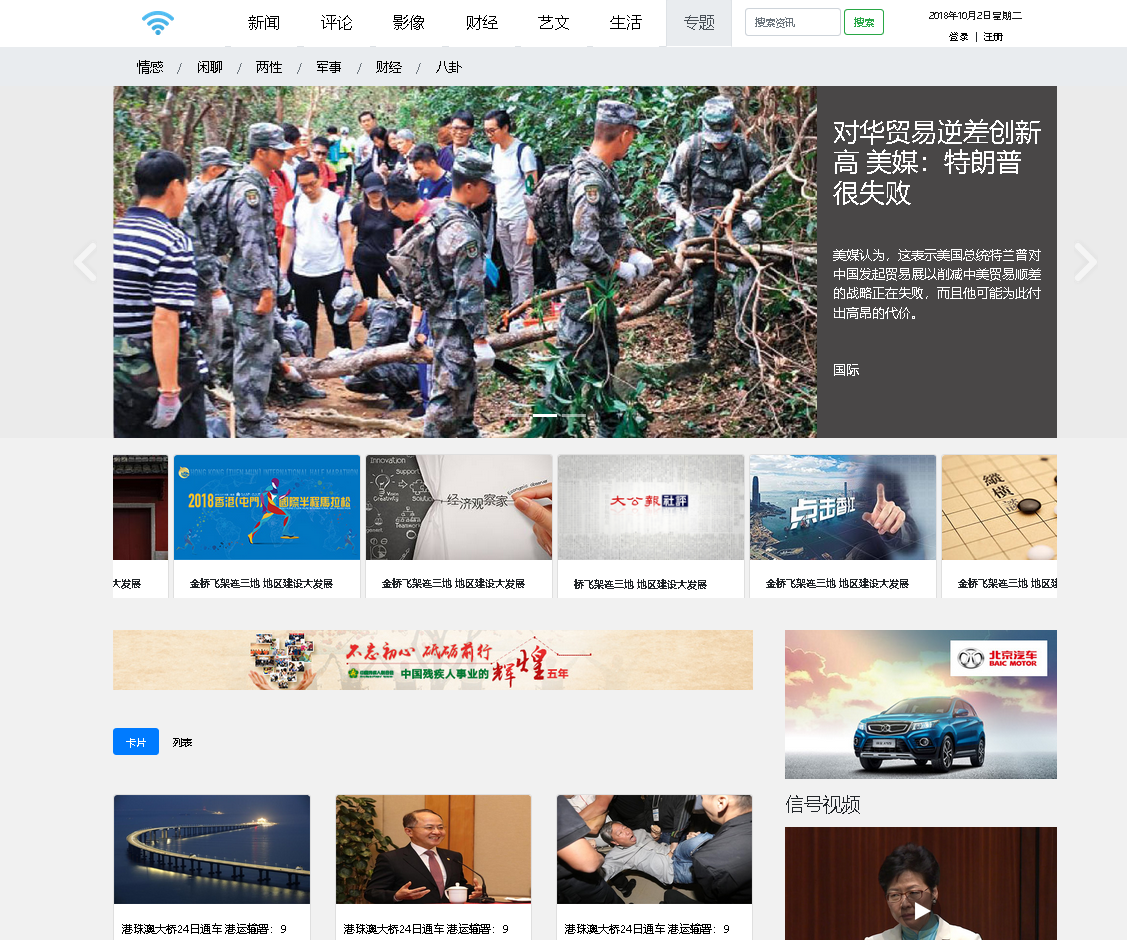 新闻 评论 影像 财经 艺文 生活 专题 搜索资讯 搜索 2018年10月2日星期二
登录 | 注册
情感 / 闲聊 / 两性 / 军事 / 财经 / 八卦
对华贸易逆差创新
高 美媒：特朗普
很失败
美媒认为，这表示美国总统特兰普对
中国发起贸易展以削减中美贸易顺差
的战略正在失败，而且他可能为此付
出高昂的代价。
国际
HONG KONG (TUEN MUN) INTERNATIONAL HALF MARATHON
2018香港(屯門)國際半程馬拉松
Innovation
Support
Creativity
Solution
Teamwork
经济观察家
Economic observer
大公報 社評
点击香江
縱橫
大发展
金桥飞架连三地 地区建设大发展
金桥飞架连三地 地区建设大发展
桥飞架连三地 地区建设大发展
金桥飞架连三地 地区建设大发展
金桥飞架连三地 地区建
不忘初心 砥砺前行
中国残疾人事业的辉煌五年
北京汽车
BAIC MOTOR
卡片 列表
信号视频
港珠澳大桥24日通车 港运输署：9
港珠澳大桥24日通车 港运输署：9
港珠澳大桥24日通车 港运输署：9